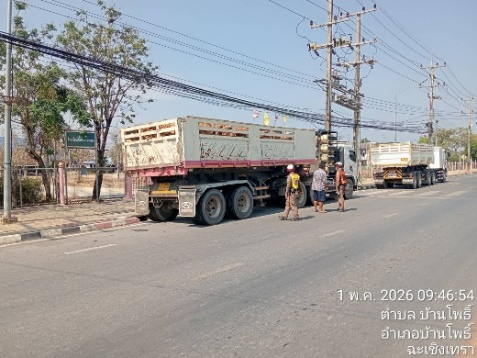 1 พ.ค. 2026 09:46:54
ตำบล บ้านโพธิ์
อำเภอบ้านโพธิ์
ฉะเชิงเทรา